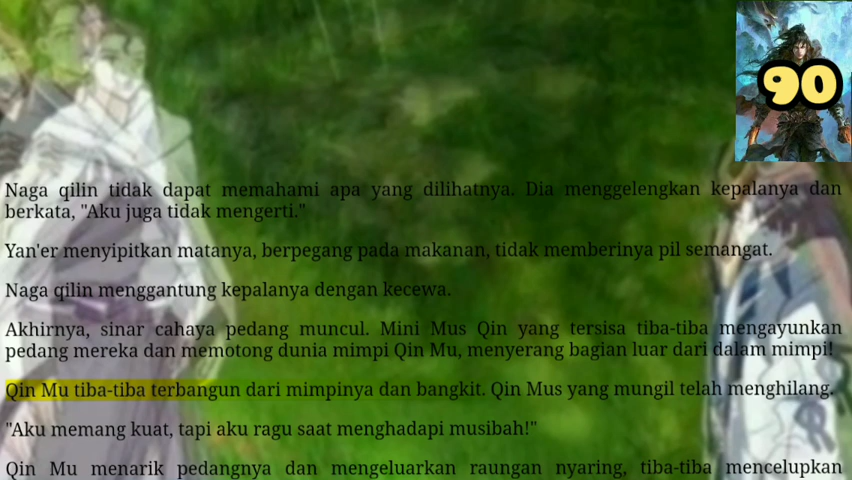 90
Naga qilin tidak dapat memahami apa yang dilihatnya. Dia menggelengkan kepalanya dan
berkata, "Aku juga tidak mengerti."
Yan'er menyipitkan matanya, berpegang pada makanan, tidak memberinya pil semangat.
Naga qilin menggantung kepalanya dengan kecewa.
Akhirnya, sinar cahaya pedang muncul. Mini Mus Qin yang tersisa tiba-tiba mengayunkan
pedang mereka dan memotong dunia mimpi Qin Mu, menyerang bagian luar dari dalam mimpi!
Qin Mu tiba-tiba terbangun dari mimpinya dan bangkit. Qin Mus yang mungil telah menghilang.
"Aku memang kuat, tapi aku ragu saat menghadapi musibah!"
Qin Mu menarik pedangnya dan mengeluarkan raungan nyaring, tiba-tiba mencelupkan